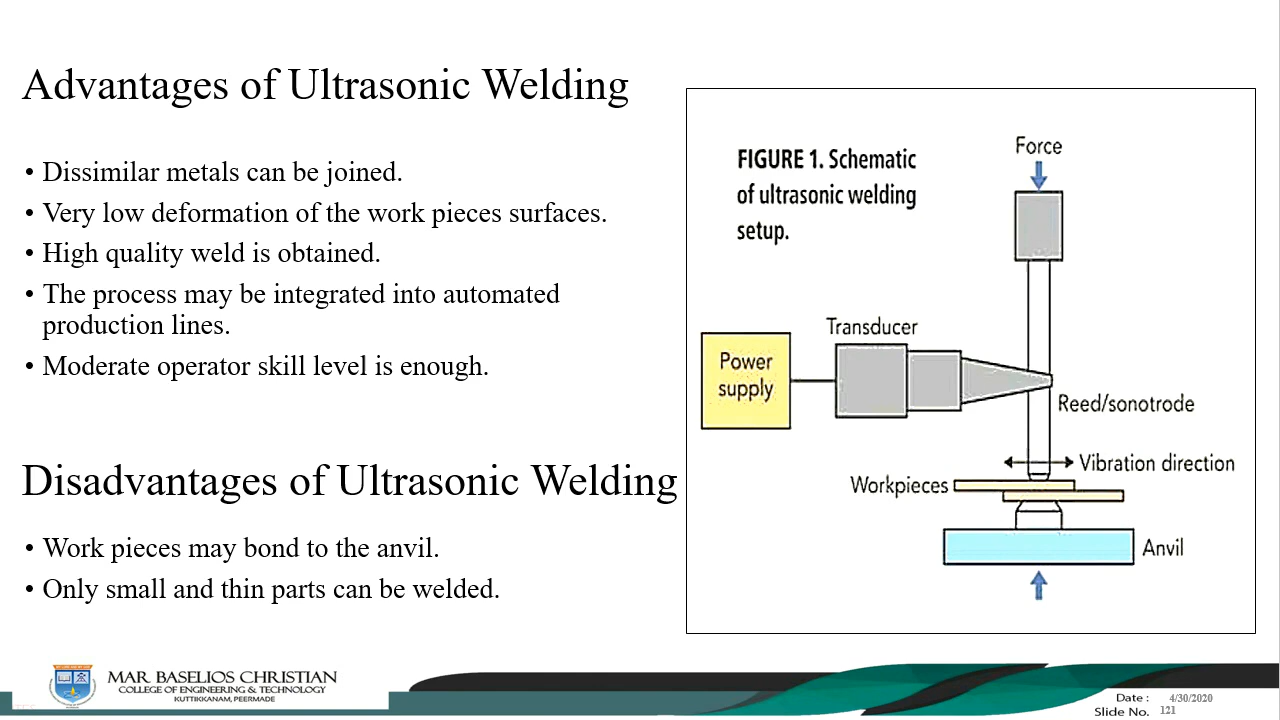 Advantages of Ultrasonic Welding
• Dissimilar metals can be joined.
• Very low deformation of the work pieces surfaces.
• High quality weld is obtained.
• The process may be integrated into automated
production lines.
• Moderate operator skill level is enough.
Disadvantages of Ultrasonic Welding
• Work pieces may bond to the anvil.
• Only small and thin parts can be welded.
FIGURE 1. Schematic
of ultrasonic welding
setup.
Force
Transducer
Power
supply
Reed/sonotrode
Vibration direction
Workpieces
Anvil
MAR BASELIOS CHRISTIAN
COLLEGE OF ENGINEERING & TECHNOLOGY
KUTTIKKANAM, PEERMADE
Date : 4/30/2020
Slide No. 121